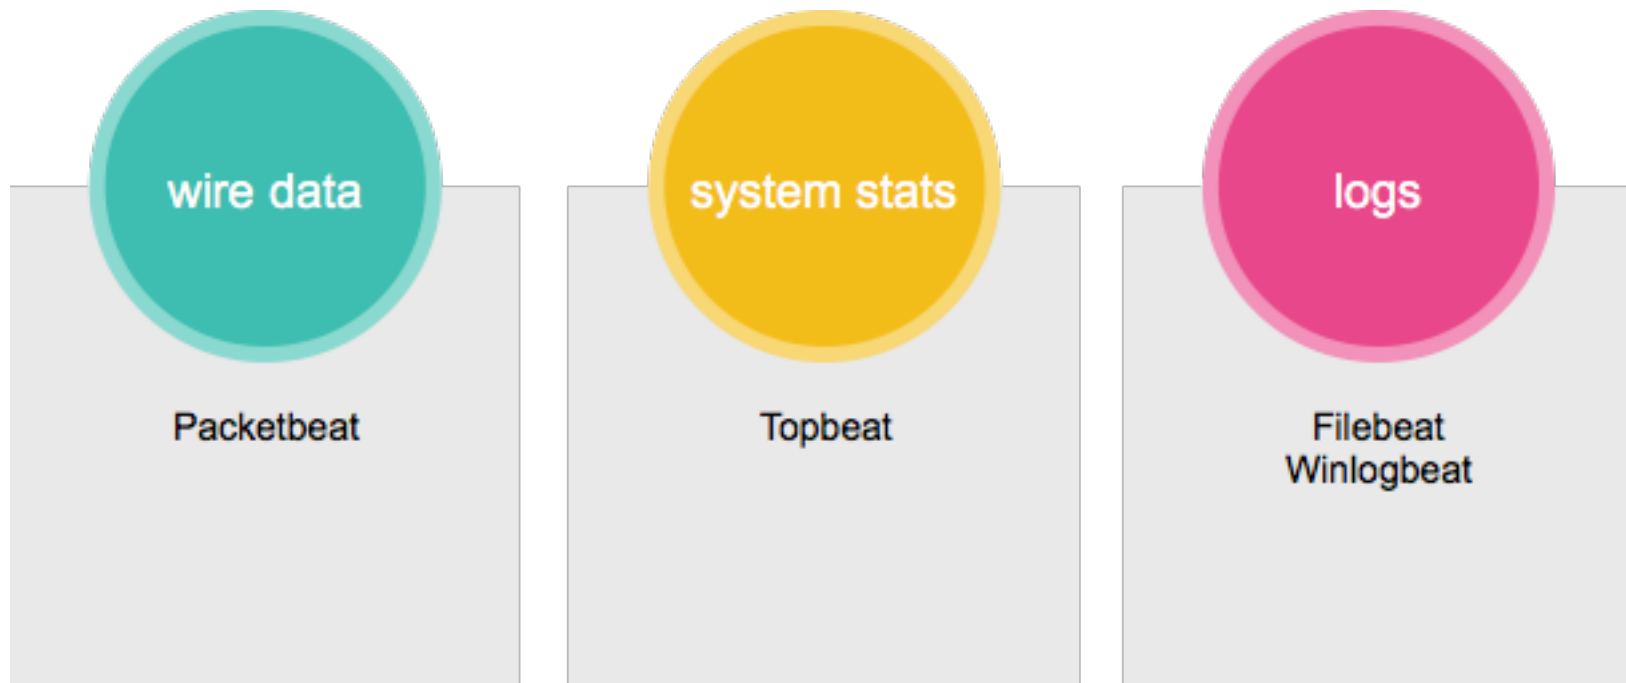 wire data
Packetbeat
system stats
Topbeat
logs
Filebeat
Winlogbeat